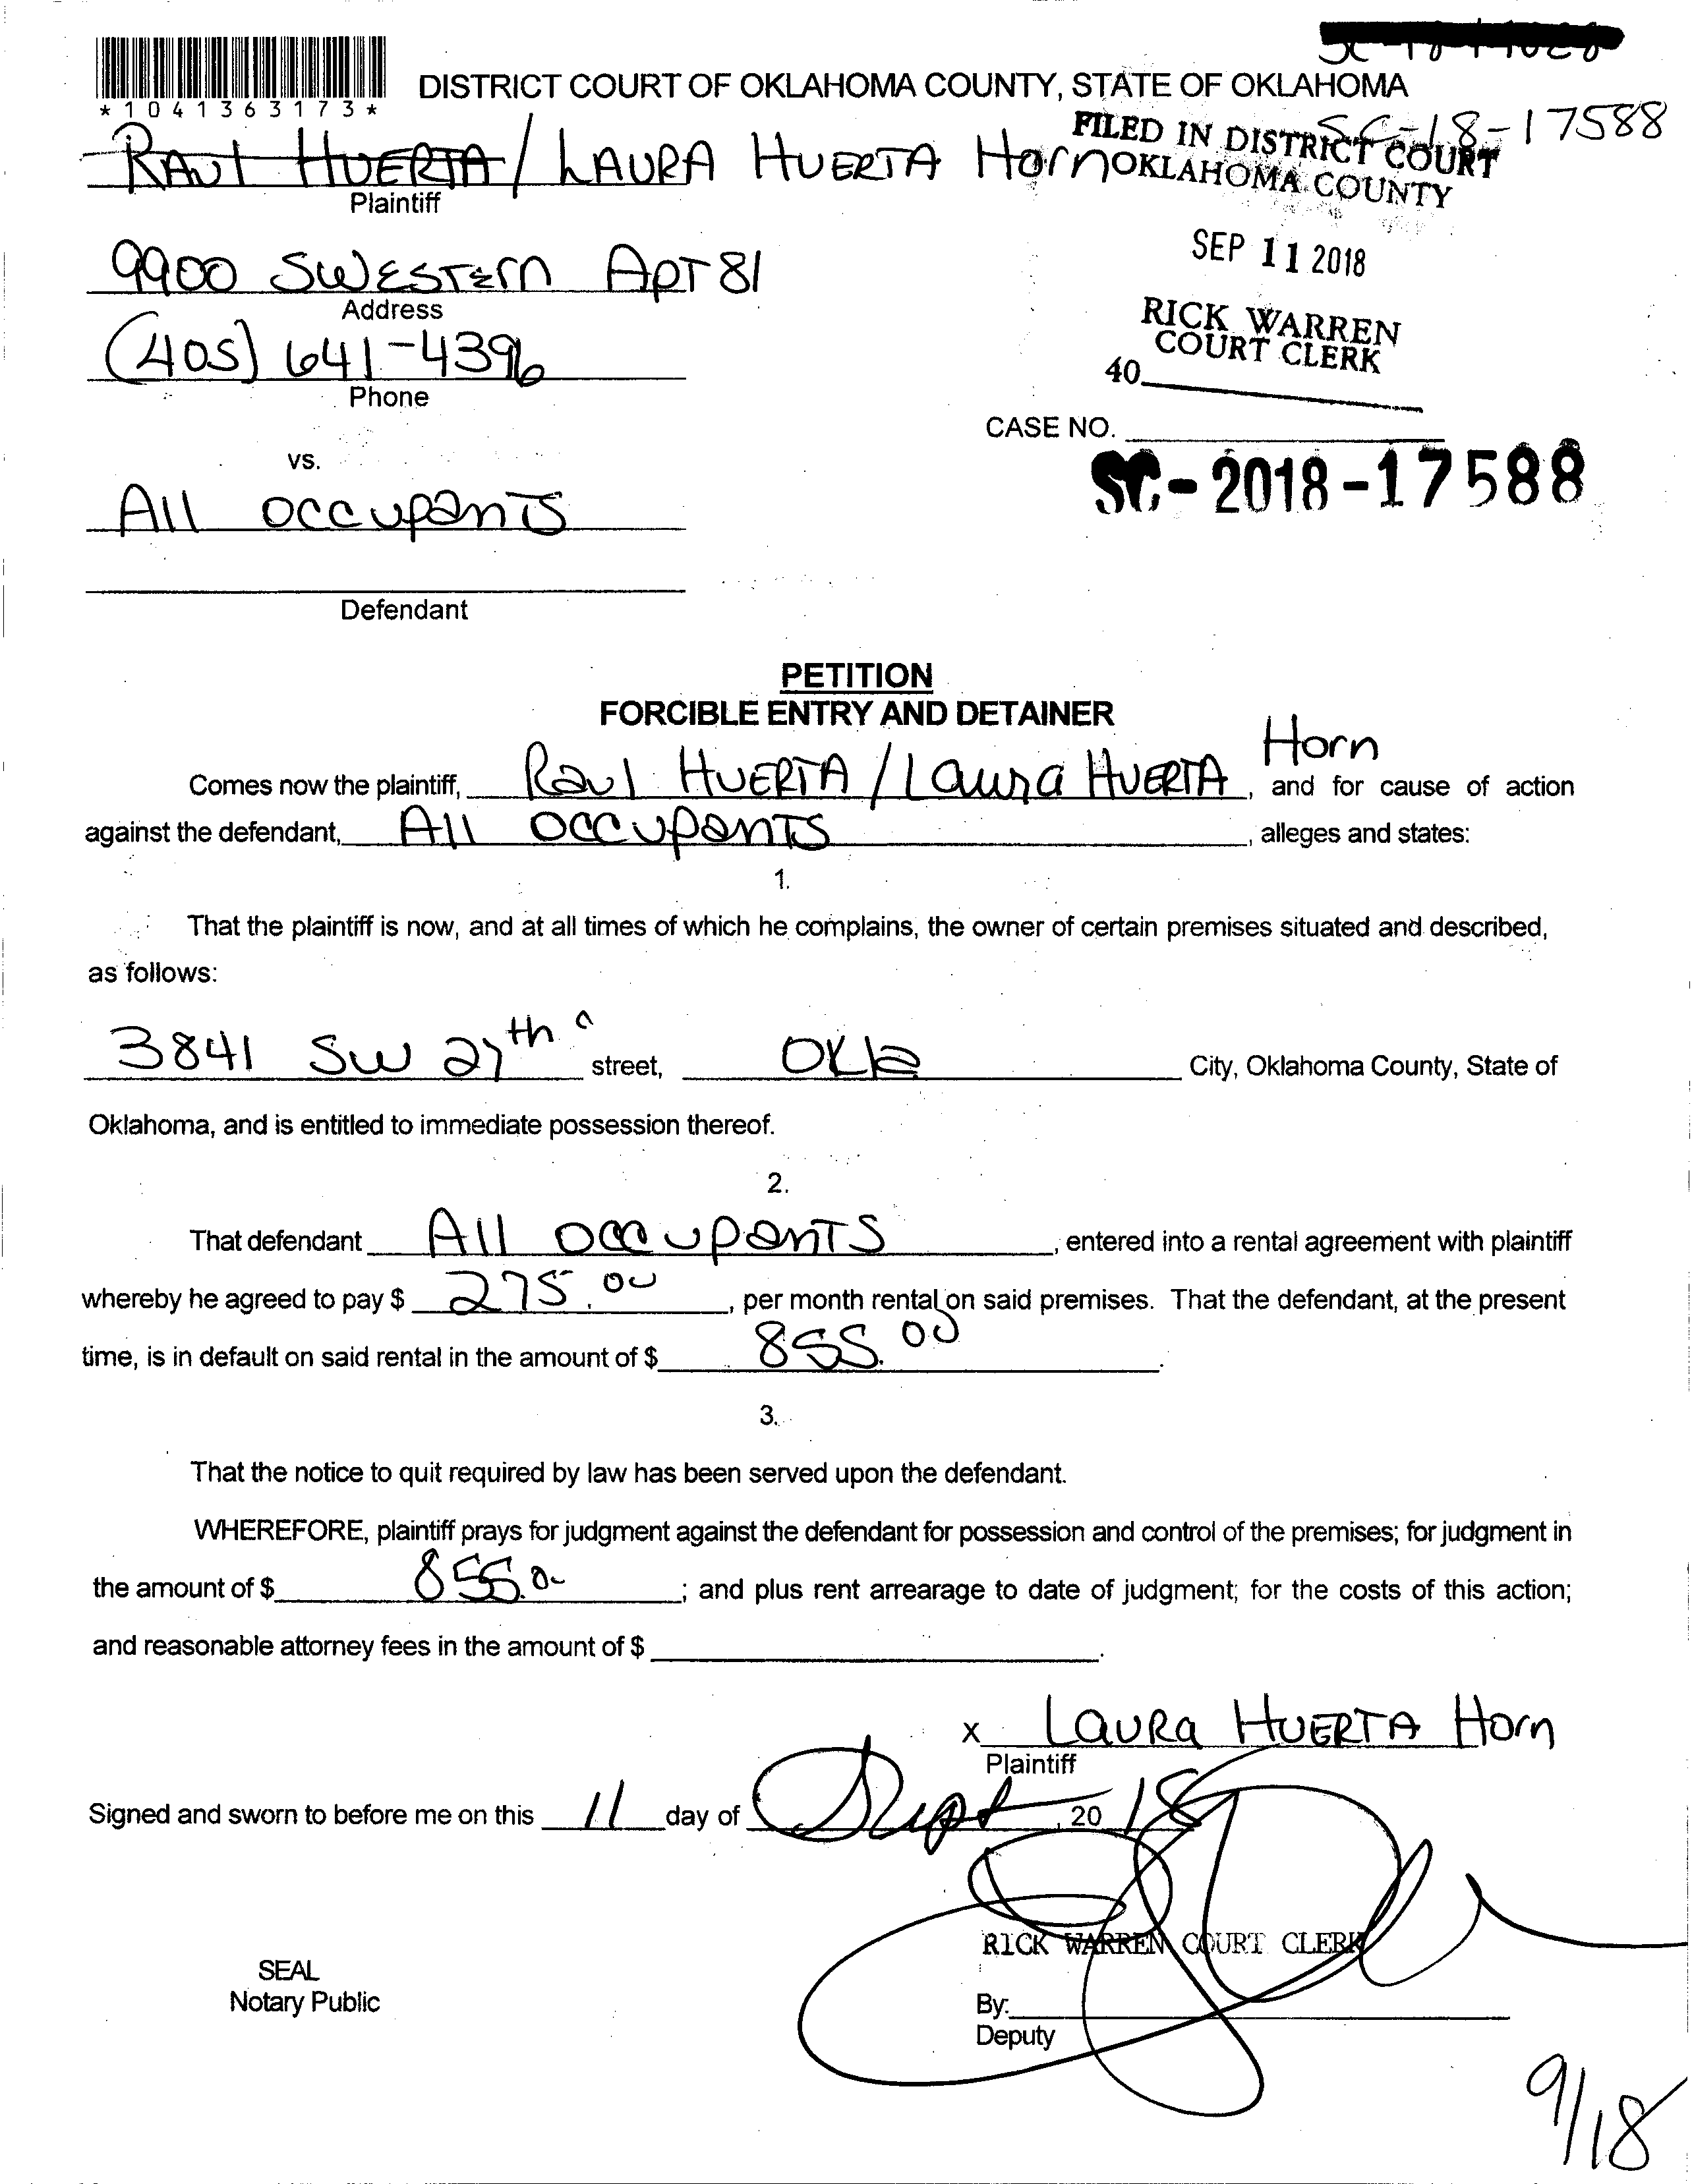 *1041363173*
DISTRICT COURT OF OKLAHOMA COUNTY, STATE OF OKLAHOMA
SC-18-17588
RAUL HUERTA / LAURA HUERTA Horn
Plaintiff
FILED IN DISTRICT COURT
OKLAHOMA COUNTY
9900 SWESTERN APT 81
Address
SEP 11 2018
(405) 641-4396
Phone
RICK WARREN
COURT CLERK
40
CASE NO.
SC-2018-17588
vs.
All occupants
Defendant
PETITION
FORCIBLE ENTRY AND DETAINER
Horn
Comes now the plaintiff, Raul HUERTA / Laura HUERTA, and for cause of action
against the defendant, All occupants, alleges and states:
1.
That the plaintiff is now, and at all times of which he complains, the owner of certain premises situated and described,
as follows:
3841 SW 27th street, Okla City, Oklahoma County, State of
Oklahoma, and is entitled to immediate possession thereof.
2.
That defendant All occupants, entered into a rental agreement with plaintiff
whereby he agreed to pay $ 275.00, per month rental on said premises. That the defendant, at the present
time, is in default on said rental in the amount of $ 855.00.
3.
That the notice to quit required by law has been served upon the defendant.
WHEREFORE, plaintiff prays for judgment against the defendant for possession and control of the premises; for judgment in
the amount of $ 855.0-; and plus rent arrearage to date of judgment; for the costs of this action;
and reasonable attorney fees in the amount of $ .
x Laura HUERTA Horn
Plaintiff
Signed and sworn to before me on this 11 day of Sept, 20 18
RICK WARREN COURT CLERK
SEAL
Notary Public
By:
Deputy
9/18